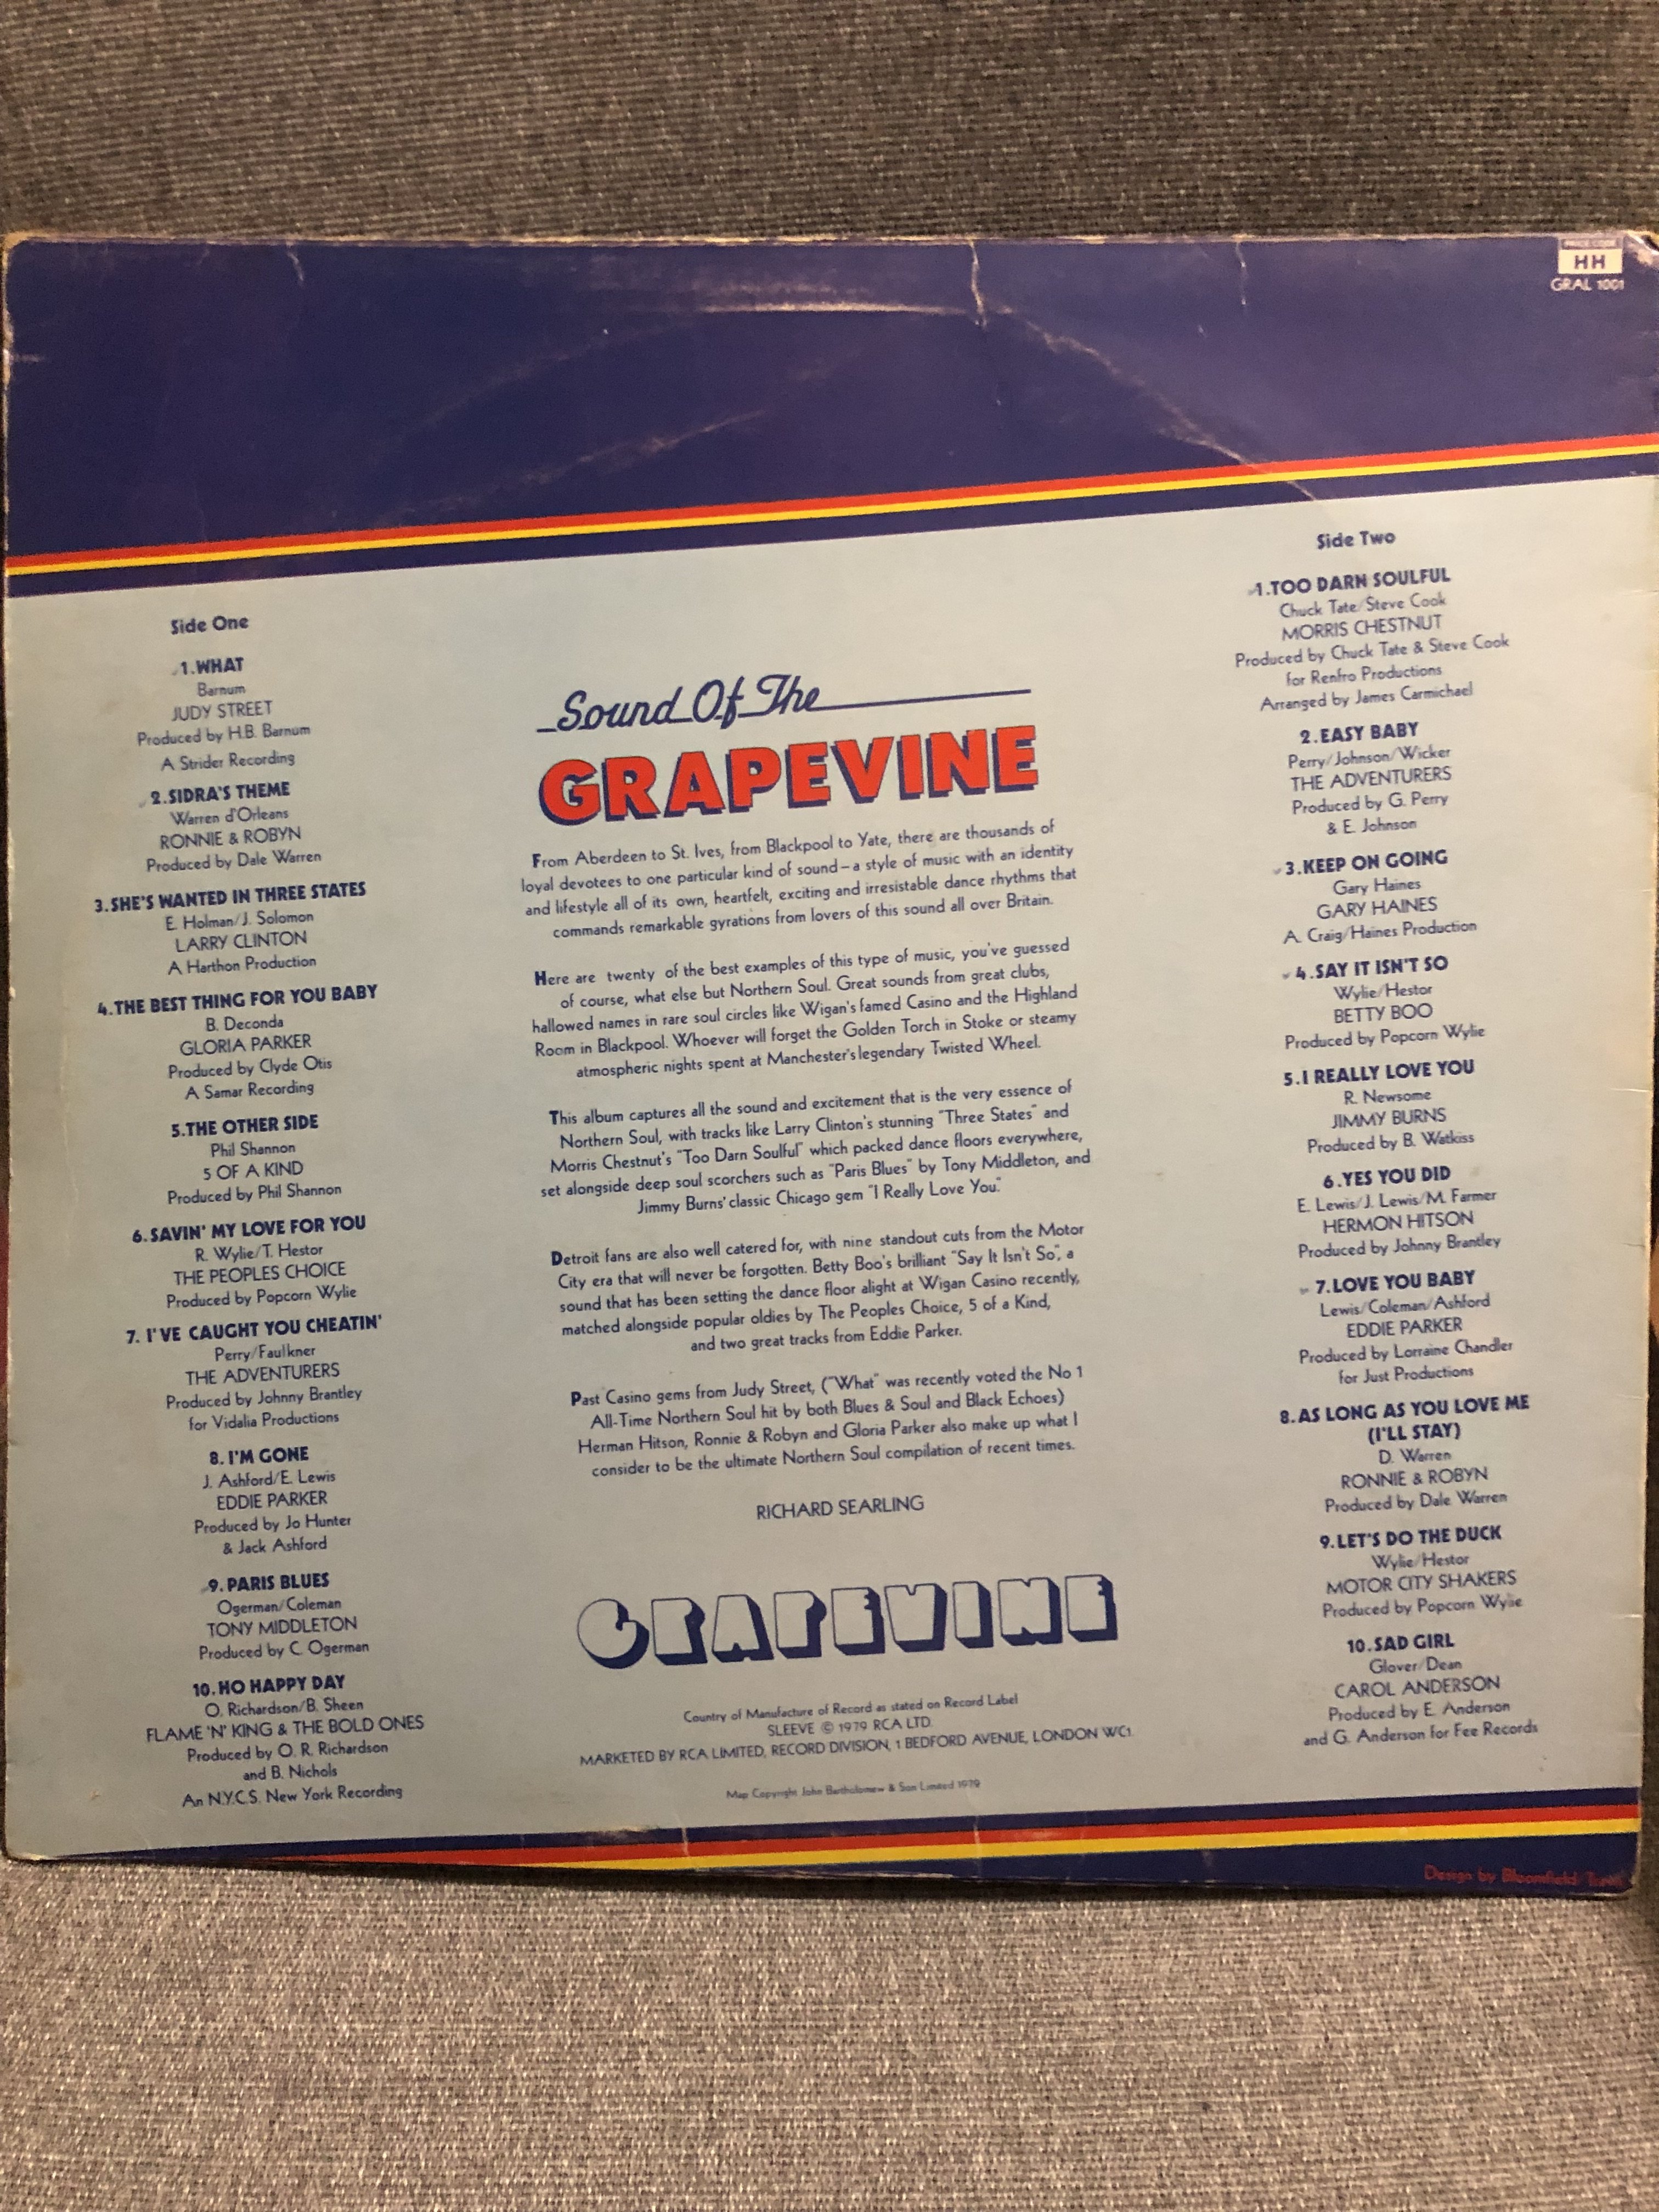 PRICE CODE
HH
GRAL 1001
Side One
1.WHAT
Barnum
JUDY STREET
Produced by H.B. Barnum
A Strider Recording
2.SIDRA'S THEME
Warren d'Orleans
RONNIE & ROBYN
Produced by Dale Warren
3.SHE'S WANTED IN THREE STATES
E. Holman/J. Solomon
LARRY CLINTON
A Harthon Production
4.THE BEST THING FOR YOU BABY
B. Deconda
GLORIA PARKER
Produced by Clyde Otis
A Samar Recording
5.THE OTHER SIDE
Phil Shannon
5 OF A KIND
Produced by Phil Shannon
6.SAVIN' MY LOVE FOR YOU
R. Wylie/T. Hestor
THE PEOPLES CHOICE
Produced by Popcorn Wylie
7. I'VE CAUGHT YOU CHEATIN'
Perry/Faulkner
THE ADVENTURERS
Produced by Johnny Brantley
for Vidalia Productions
8. I'M GONE
J. Ashford/E. Lewis
EDDIE PARKER
Produced by Jo Hunter
& Jack Ashford
9. PARIS BLUES
Ogerman/Coleman
TONY MIDDLETON
Produced by C. Ogerman
10. HO HAPPY DAY
O. Richardson/B. Sheen
FLAME 'N' KING & THE BOLD ONES
Produced by O. R. Richardson
and B. Nichols
An N.Y.C.S. New York Recording
Sound Of The
GRAPEVINE
From Aberdeen to St. Ives, from Blackpool to Yate, there are thousands of
loyal devotees to one particular kind of sound–a style of music with an identity
and lifestyle all of its own, heartfelt, exciting and irresistable dance rhythms that
commands remarkable gyrations from lovers of this sound all over Britain.
Here are twenty of the best examples of this type of music, you've guessed
of course, what else but Northern Soul. Great sounds from great clubs,
hallowed names in rare soul circles like Wigan's famed Casino and the Highland
Room in Blackpool. Whoever will forget the Golden Torch in Stoke or steamy
atmospheric nights spent at Manchester's legendary Twisted Wheel.
This album captures all the sound and excitement that is the very essence of
Northern Soul, with tracks like Larry Clinton's stunning "Three States" and
Morris Chestnut's "Too Darn Soulful" which packed dance floors everywhere,
set alongside deep soul scorchers such as "Paris Blues" by Tony Middleton, and
Jimmy Burns' classic Chicago gem "I Really Love You."
Detroit fans are also well catered for, with nine standout cuts from the Motor
City era that will never be forgotten. Betty Boo's brilliant "Say It Isn't So", a
sound that has been setting the dance floor alight at Wigan Casino recently,
matched alongside popular oldies by The Peoples Choice, 5 of a Kind,
and two great tracks from Eddie Parker.
Past Casino gems from Judy Street, ("What" was recently voted the No 1
All-Time Northern Soul hit by both Blues & Soul and Black Echoes)
Herman Hitson, Ronnie & Robyn and Gloria Parker also make up what I
consider to be the ultimate Northern Soul compilation of recent times.
RICHARD SEARLING
GRAPEVINE
Country of Manufacture of Record as stated on Record Label
SLEEVE © 1979 RCA LTD.
MARKETED BY RCA LIMITED, RECORD DIVISION, 1 BEDFORD AVENUE, LONDON WC1.
Map Copyright John Bartholomew & Son Limited 1979
Side Two
1.TOO DARN SOULFUL
Chuck Tate/Steve Cook
MORRIS CHESTNUT
Produced by Chuck Tate & Steve Cook
for Renfro Productions
Arranged by James Carmichael
2.EASY BABY
Perry/Johnson/Wicker
THE ADVENTURERS
Produced by G. Perry
& E. Johnson
3.KEEP ON GOING
Gary Haines
GARY HAINES
A. Craig/Haines Production
4.SAY IT ISN'T SO
Wylie/Hestor
BETTY BOO
Produced by Popcorn Wylie
5.I REALLY LOVE YOU
R. Newsome
JIMMY BURNS
Produced by B. Watkiss
6.YES YOU DID
E. Lewis/J. Lewis/M. Farmer
HERMON HITSON
Produced by Johnny Brantley
7.LOVE YOU BABY
Lewis/Coleman/Ashford
EDDIE PARKER
Produced by Lorraine Chandler
for Just Productions
8.AS LONG AS YOU LOVE ME
(I'LL STAY)
D. Warren
RONNIE & ROBYN
Produced by Dale Warren
9.LET'S DO THE DUCK
Wylie/Hestor
MOTOR CITY SHAKERS
Produced by Popcorn Wylie
10.SAD GIRL
Glover/Dean
CAROL ANDERSON
Produced by E. Anderson
and G. Anderson for Fee Records
Design by Bloomfield